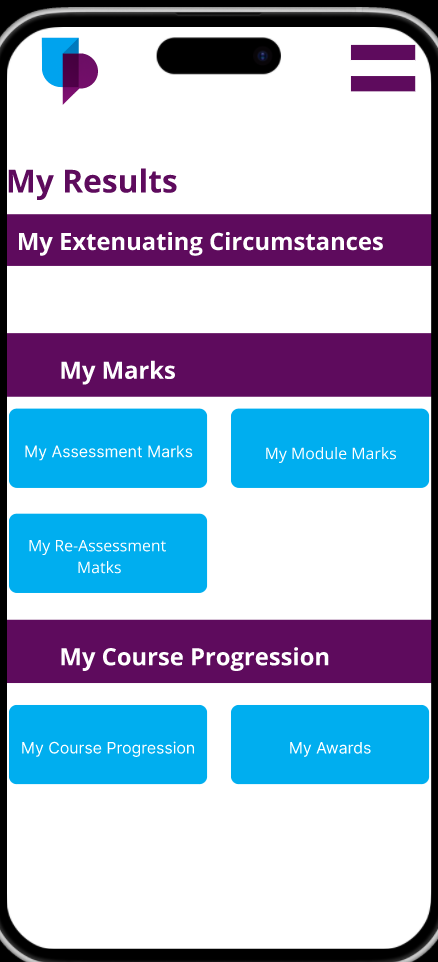 My Results
My Extenuating Circumstances
My Marks
My Assessment Marks
My Module Marks
My Re-Assessment
Matks
My Course Progression
My Course Progression
My Awards